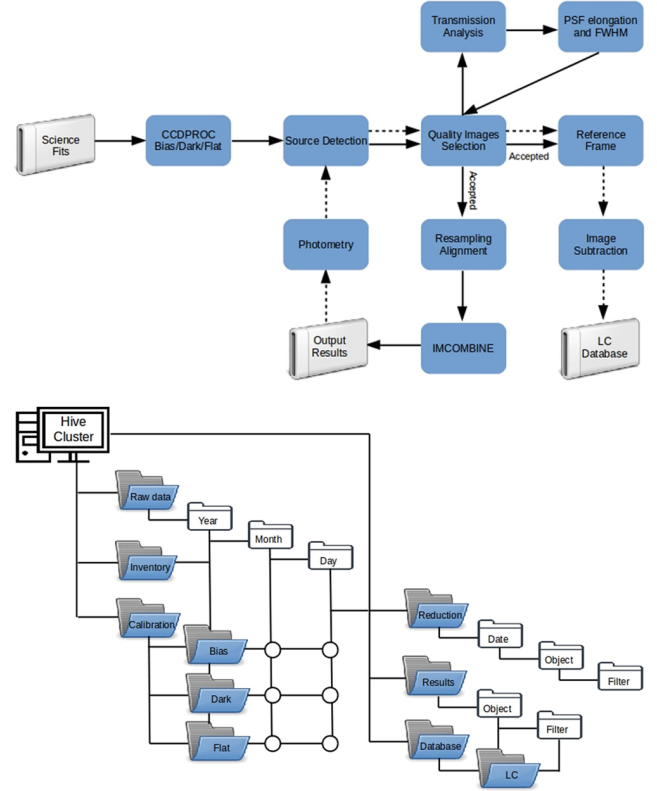 Transmission
Analysis
PSF elongation
and FWHM
Science
Fits
CCDPROC
Bias/Dark/Flat
Source Detection
Quality Images
Selection
Accepted
Reference
Frame
Accepted
Photometry
Resampling
Alignment
Image
Subtraction
Output
Results
IMCOMBINE
LC
Database
Hive
Cluster
Raw data
Year
Month
Day
Inventory
Calibration
Bias
Dark
Flat
Reduction
Date
Object
Filter
Results
Object
Filter
Database
LC